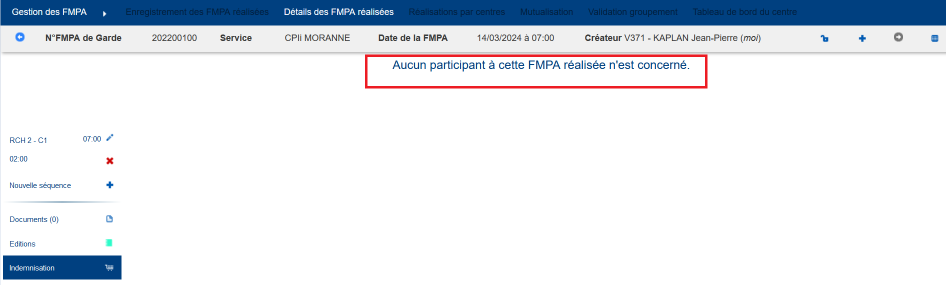 Gestion des FMPA Enregistrement des FMPA réalisées Détails des FMPA réalisées Réalisations par centres Mutualisation Validation groupement Tableau de bord du centre
N°FMPA de Garde 202200100 Service CPII MORANNE Date de la FMPA 14/03/2024 à 07:00 Créateur V371 - KAPLAN Jean-Pierre (moi)
Aucun participant à cette FMPA réalisée n'est concerné.
RCH 2 - C1 07:00
02:00
Nouvelle séquence
Documents (0)
Editions
Indemnisation